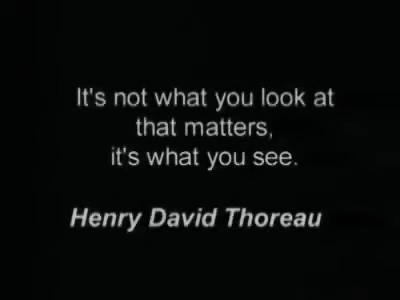 It's not what you look at
that matters,
it's what you see.
Henry David Thoreau